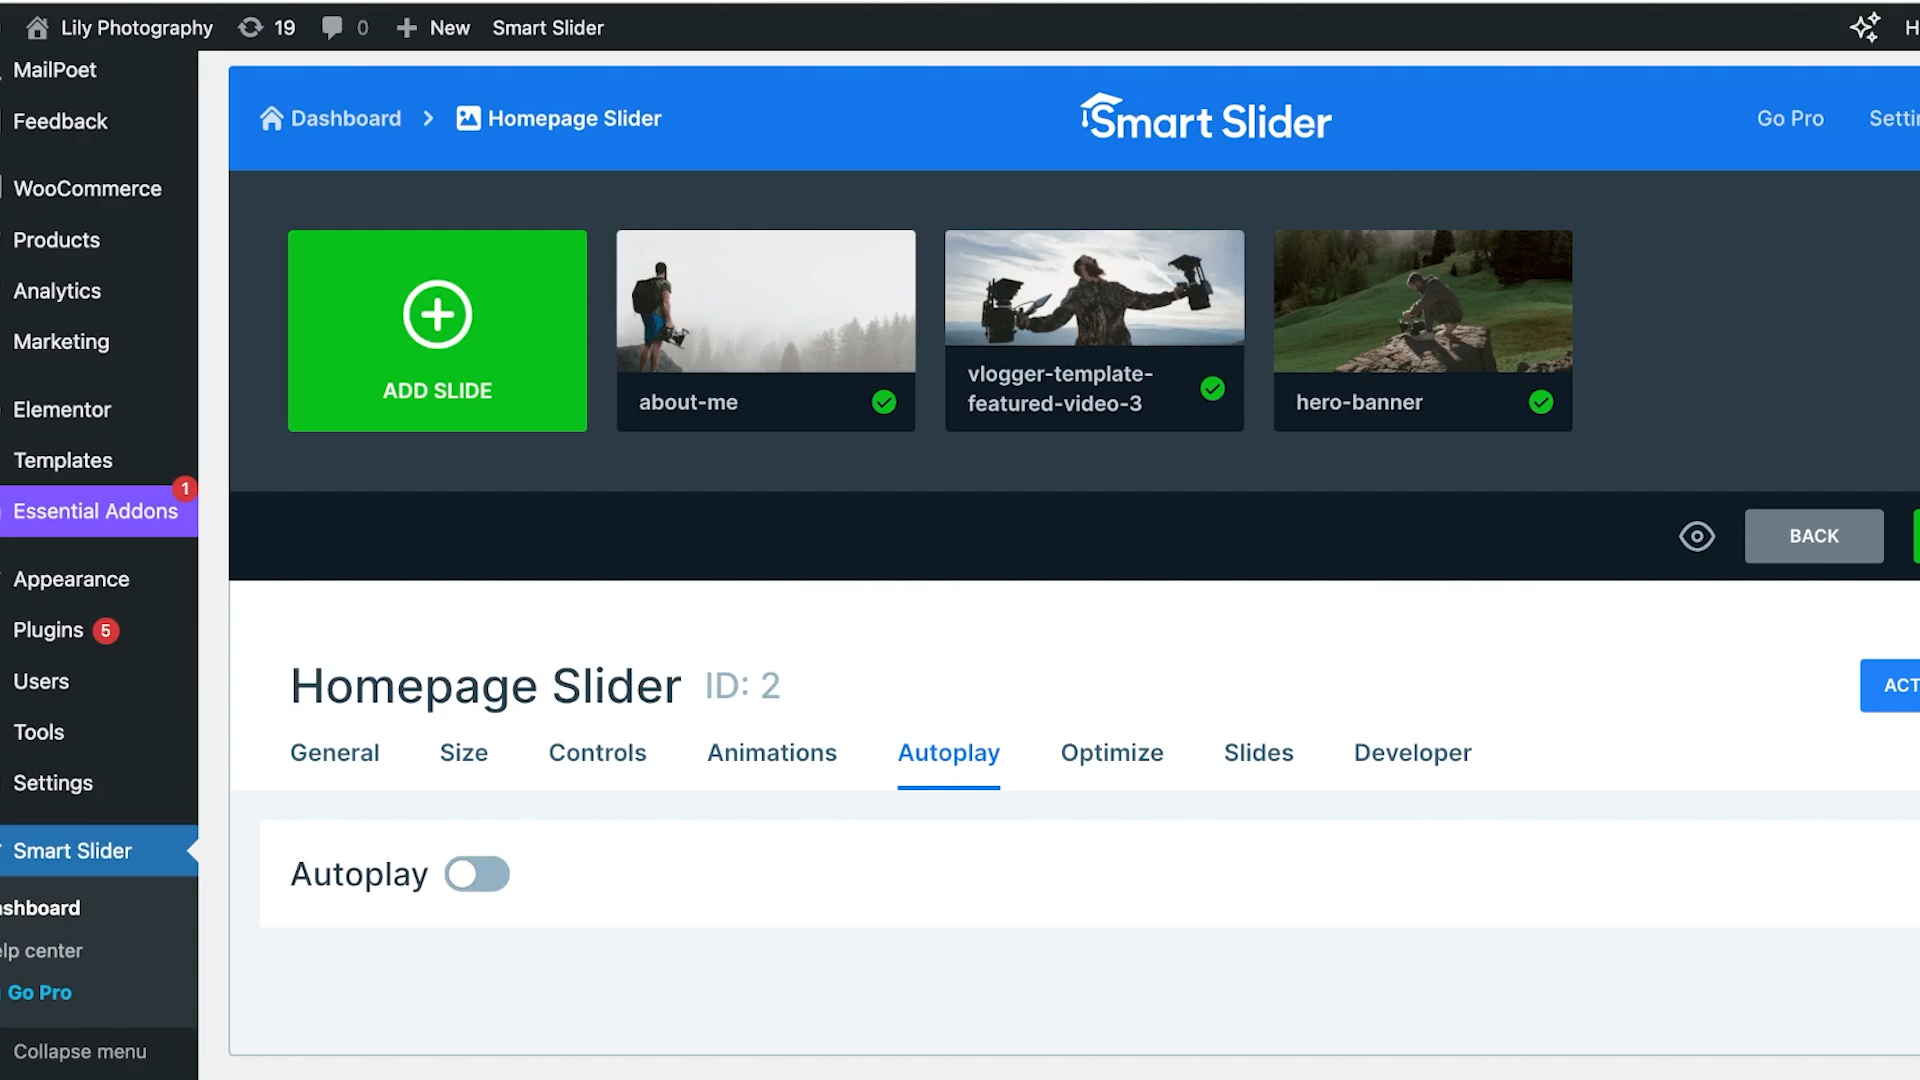 Lily Photography 19 0 New Smart Slider H
MailPoet
Feedback
WooCommerce
Products
Analytics
Marketing
Elementor
Templates
1
Essential Addons
Appearance
Plugins 5
Users
Tools
Settings
Smart Slider
ashboard
elp center
Go Pro
Collapse menu
Dashboard Homepage Slider
Smart Slider
Go Pro Settin
ADD SLIDE
about-me
vlogger-template-
featured-video-3
hero-banner
BACK
Homepage Slider ID: 2
ACT
General Size Controls Animations Autoplay Optimize Slides Developer
Autoplay